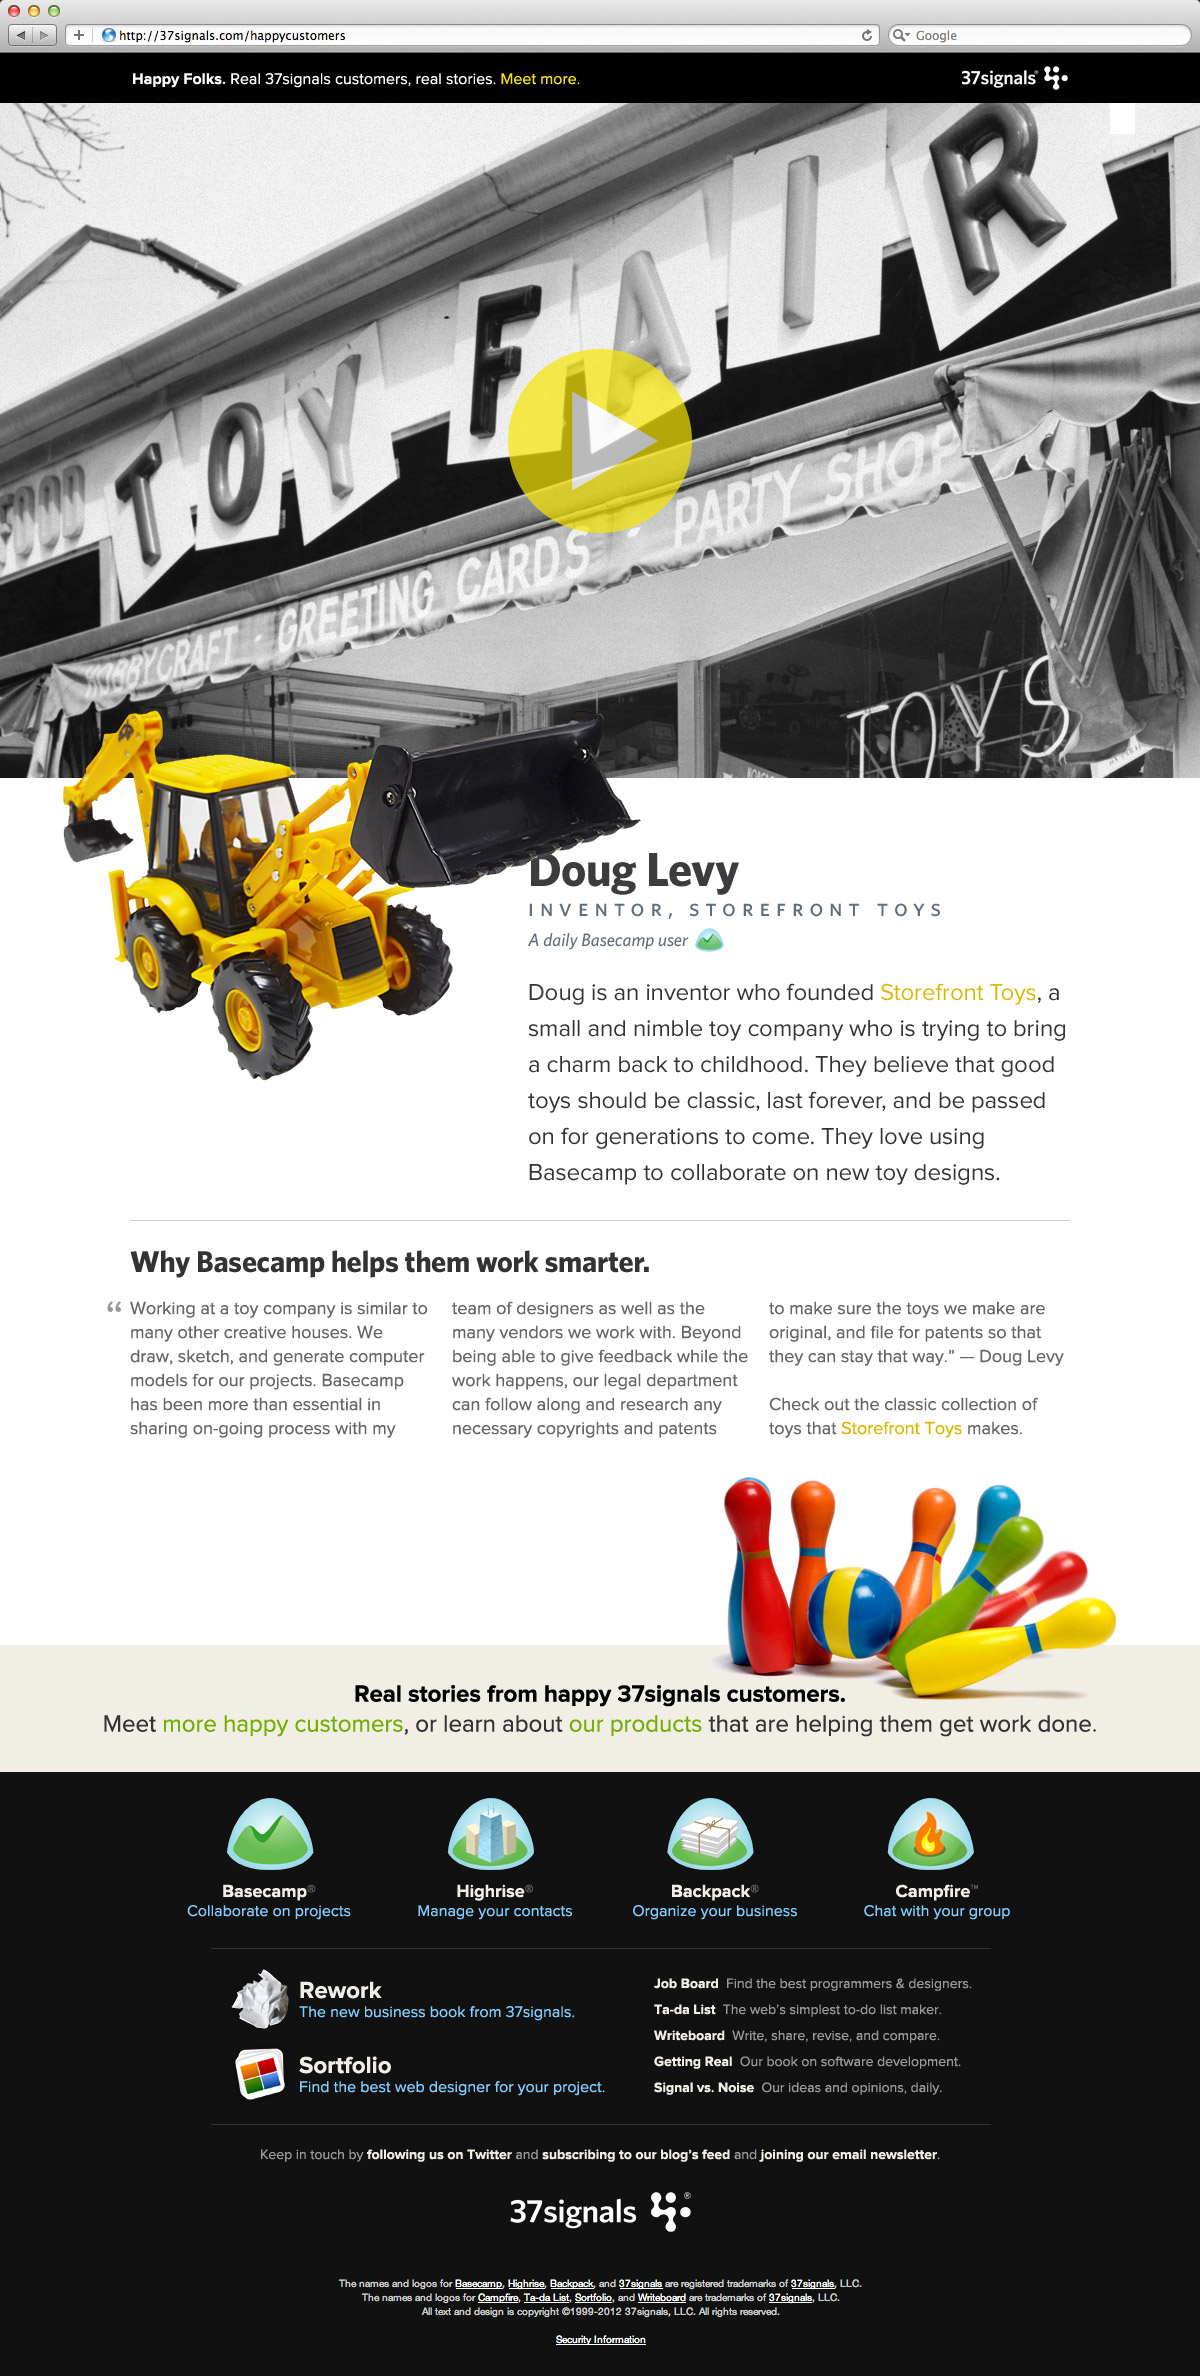 http://37signals.com/happycustomers
Google
Happy Folks. Real 37signals customers, real stories. Meet more.
37signals®
TOY FAIR
FOOD
HOBBYCRAFT · GREETING CARDS · PARTY SHOP
TOYS
Doug Levy
INVENTOR, STOREFRONT TOYS
A daily Basecamp user
Doug is an inventor who founded Storefront Toys, a
small and nimble toy company who is trying to bring
a charm back to childhood. They believe that good
toys should be classic, last forever, and be passed
on for generations to come. They love using
Basecamp to collaborate on new toy designs.
Why Basecamp helps them work smarter.
“ Working at a toy company is similar to
many other creative houses. We
draw, sketch, and generate computer
models for our projects. Basecamp
has been more than essential in
sharing on-going process with my
team of designers as well as the
many vendors we work with. Beyond
being able to give feedback while the
work happens, our legal department
can follow along and research any
necessary copyrights and patents
to make sure the toys we make are
original, and file for patents so that
they can stay that way.” — Doug Levy
Check out the classic collection of
toys that Storefront Toys makes.
Real stories from happy 37signals customers.
Meet more happy customers, or learn about our products that are helping them get work done.
Basecamp®
Collaborate on projects
Highrise®
Manage your contacts
Backpack®
Organize your business
Campfire™
Chat with your group
Rework
The new business book from 37signals.
Sortfolio
Find the best web designer for your project.
Job Board Find the best programmers & designers.
Ta-da List The web's simplest to-do list maker.
Writeboard Write, share, revise, and compare.
Getting Real Our book on software development.
Signal vs. Noise Our ideas and opinions, daily.
Keep in touch by following us on Twitter and subscribing to our blog's feed and joining our email newsletter.
37signals ®
The names and logos for Basecamp, Highrise, Backpack, and 37signals are registered trademarks of 37signals, LLC.
The names and logos for Campfire, Ta-da List, Sortfolio, and Writeboard are trademarks of 37signals, LLC.
All text and design is copyright ©1999-2012 37signals, LLC. All rights reserved.
Security Information